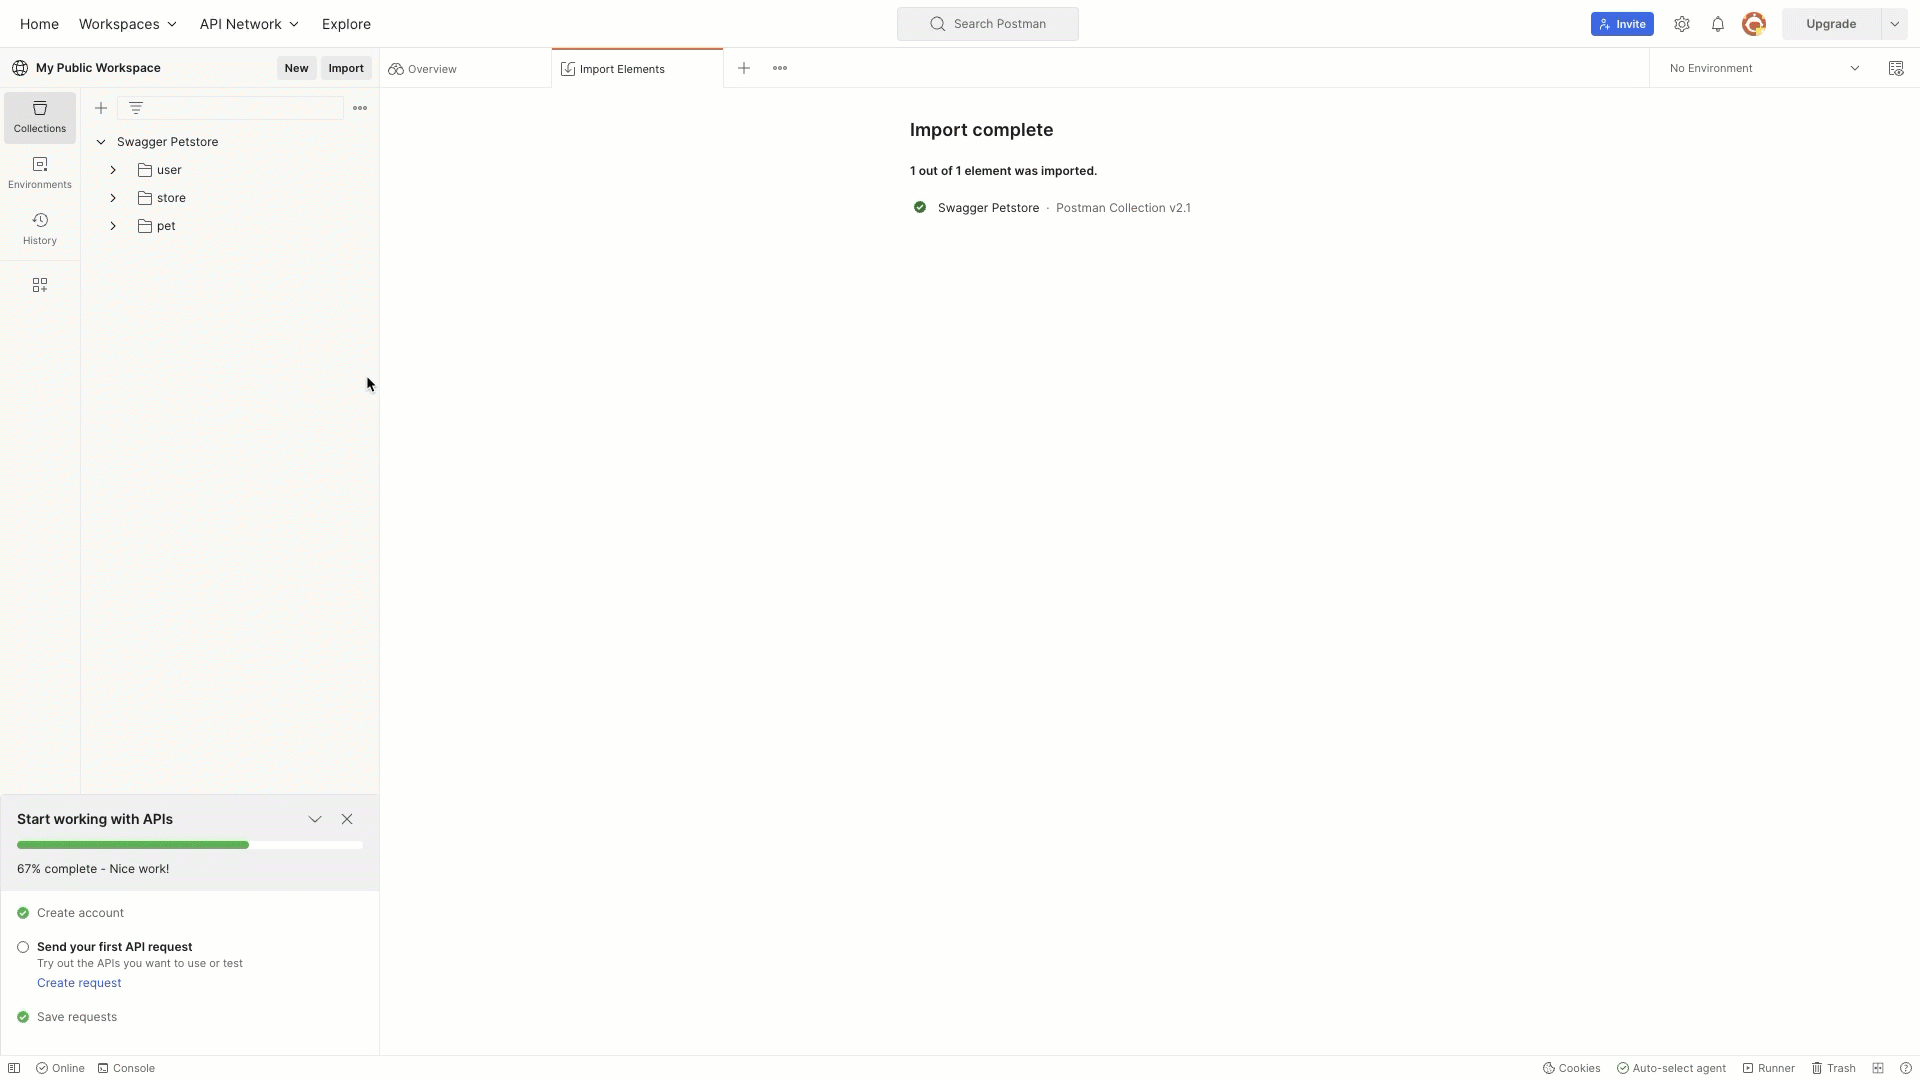 Home Workspaces API Network Explore Search Postman Invite Upgrade
My Public Workspace New Import Overview Import Elements No Environment
Collections
Environments
History
Swagger Petstore
user
store
pet
Import complete
1 out of 1 element was imported.
Swagger Petstore · Postman Collection v2.1
Start working with APIs
67% complete - Nice work!
Create account
Send your first API request
Try out the APIs you want to use or test
Create request
Save requests
Online Console Cookies Auto-select agent Runner Trash